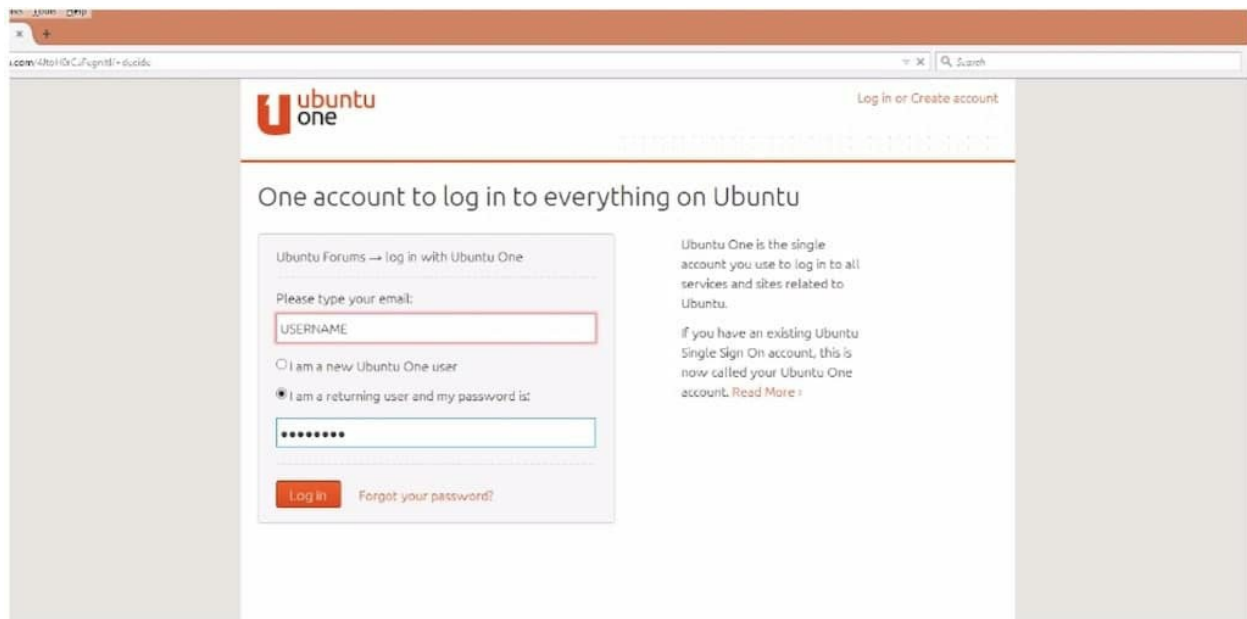 Tools Help
× +
Search
ubuntu
one
Log in or Create account
One account to log in to everything on Ubuntu
Ubuntu Forums → log in with Ubuntu One
Please type your email:
USERNAME
I am a new Ubuntu One user
I am a returning user and my password is:
••••••••
Log in
Forgot your password?
Ubuntu One is the single
account you use to log in to all
services and sites related to
Ubuntu.
If you have an existing Ubuntu
Single Sign On account, this is
now called your Ubuntu One
account. Read More ›